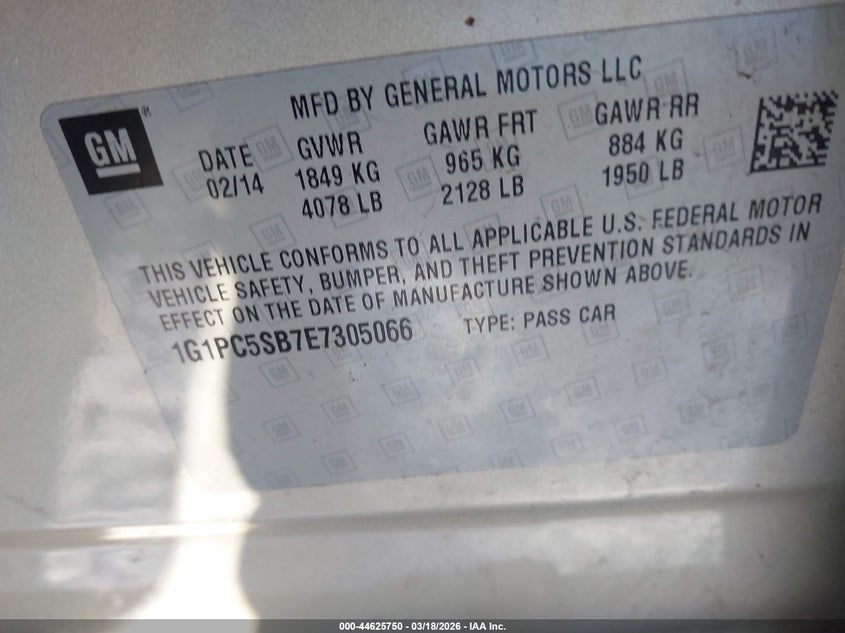 MFD BY GENERAL MOTORS LLC
GM®
DATE GVWR GAWR FRT GAWR RR
02/14 1849 KG 965 KG 884 KG
4078 LB 2128 LB 1950 LB
THIS VEHICLE CONFORMS TO ALL APPLICABLE U.S. FEDERAL MOTOR
VEHICLE SAFETY, BUMPER, AND THEFT PREVENTION STANDARDS IN
EFFECT ON THE DATE OF MANUFACTURE SHOWN ABOVE.
1G1PC5SB7E7305066 TYPE: PASS CAR
000-44625750 — 03/18/2026 — IAA Inc.